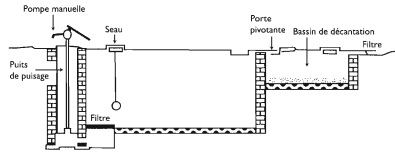 Pompe manuelle
Seau
Porte
pivotante
Bassin de décantation
Filtre
Puits
de puisage
Filtre